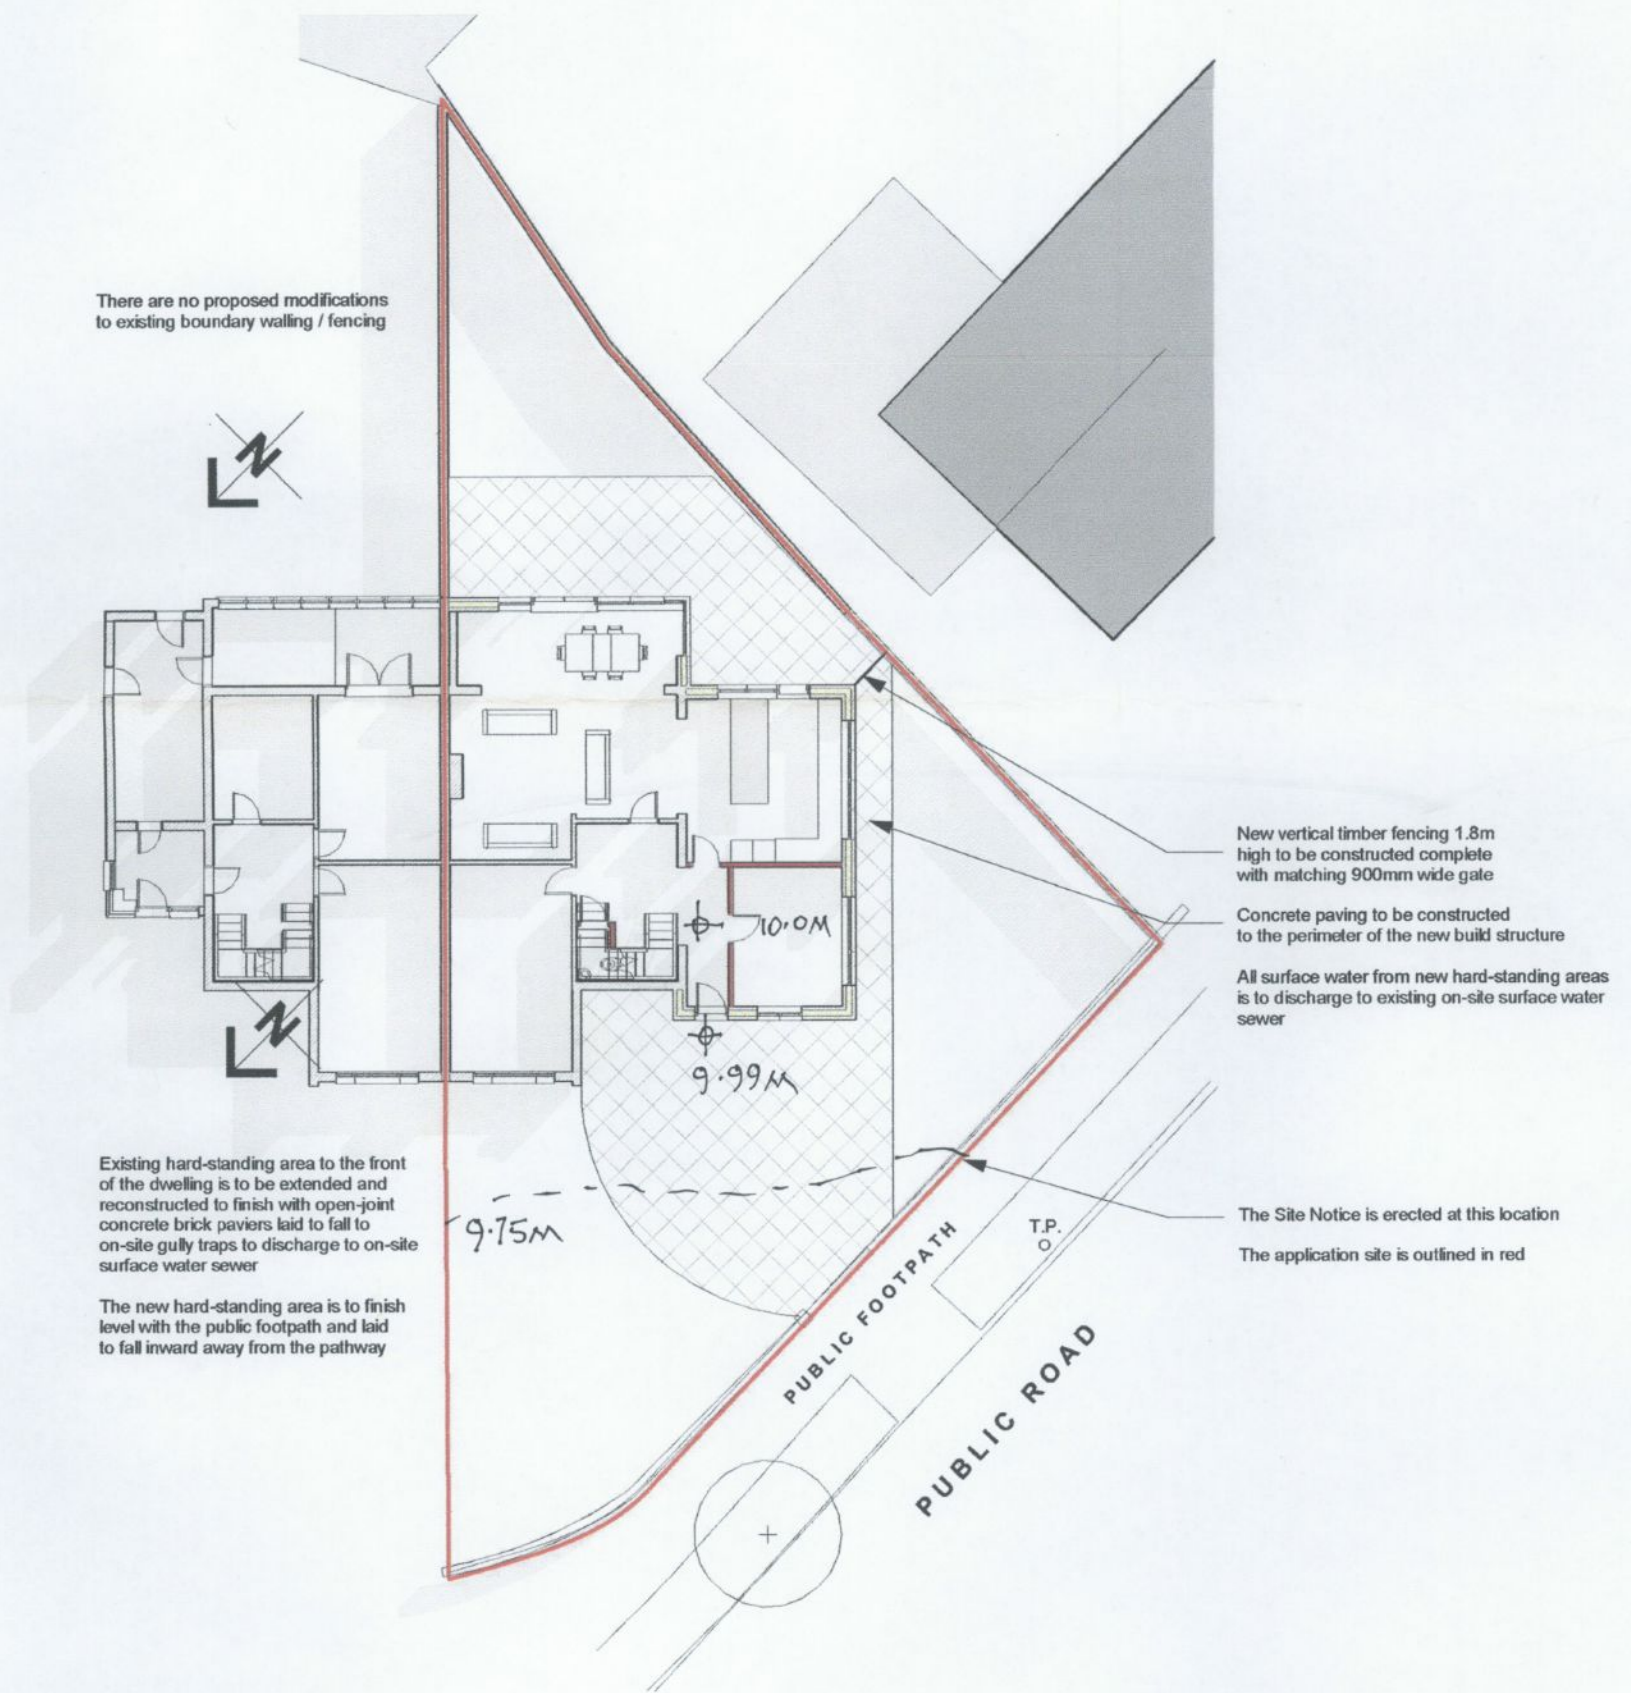 There are no proposed modifications
to existing boundary walling / fencing
N
10.0M
New vertical timber fencing 1.8m
high to be constructed complete
with matching 900mm wide gate
Concrete paving to be constructed
to the perimeter of the new build structure
All surface water from new hard-standing areas
is to discharge to existing on-site surface water
sewer
N
9.99M
Existing hard-standing area to the front
of the dwelling is to be extended and
reconstructed to finish with open-joint
concrete brick paviers laid to fall to
on-site gully traps to discharge to on-site
surface water sewer
The new hard-standing area is to finish
level with the public footpath and laid
to fall inward away from the pathway
9.75M
The Site Notice is erected at this location
The application site is outlined in red
T.P.
PUBLIC FOOTPATH
PUBLIC ROAD